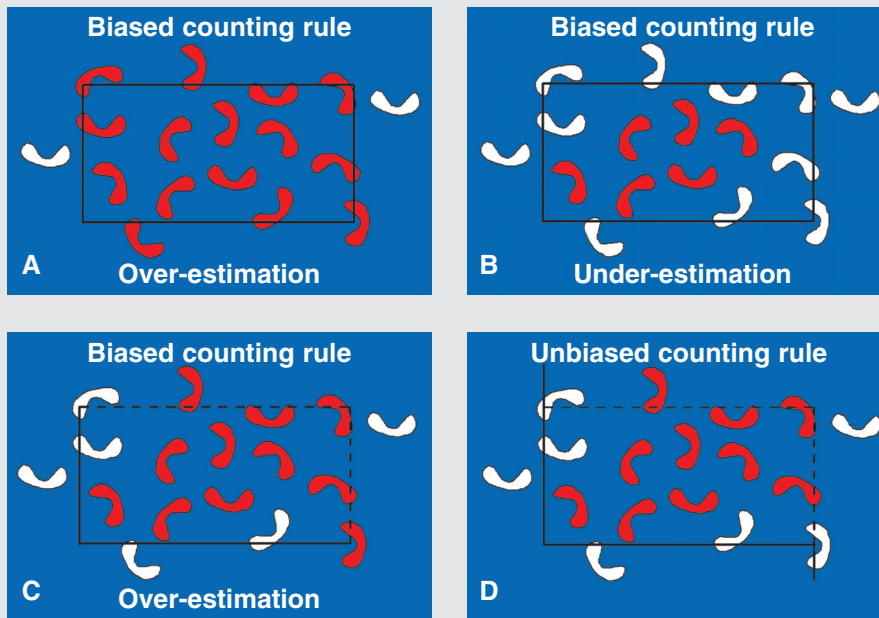 Biased counting rule
A
Over-estimation
Biased counting rule
B
Under-estimation
Biased counting rule
C
Over-estimation
Unbiased counting rule
D